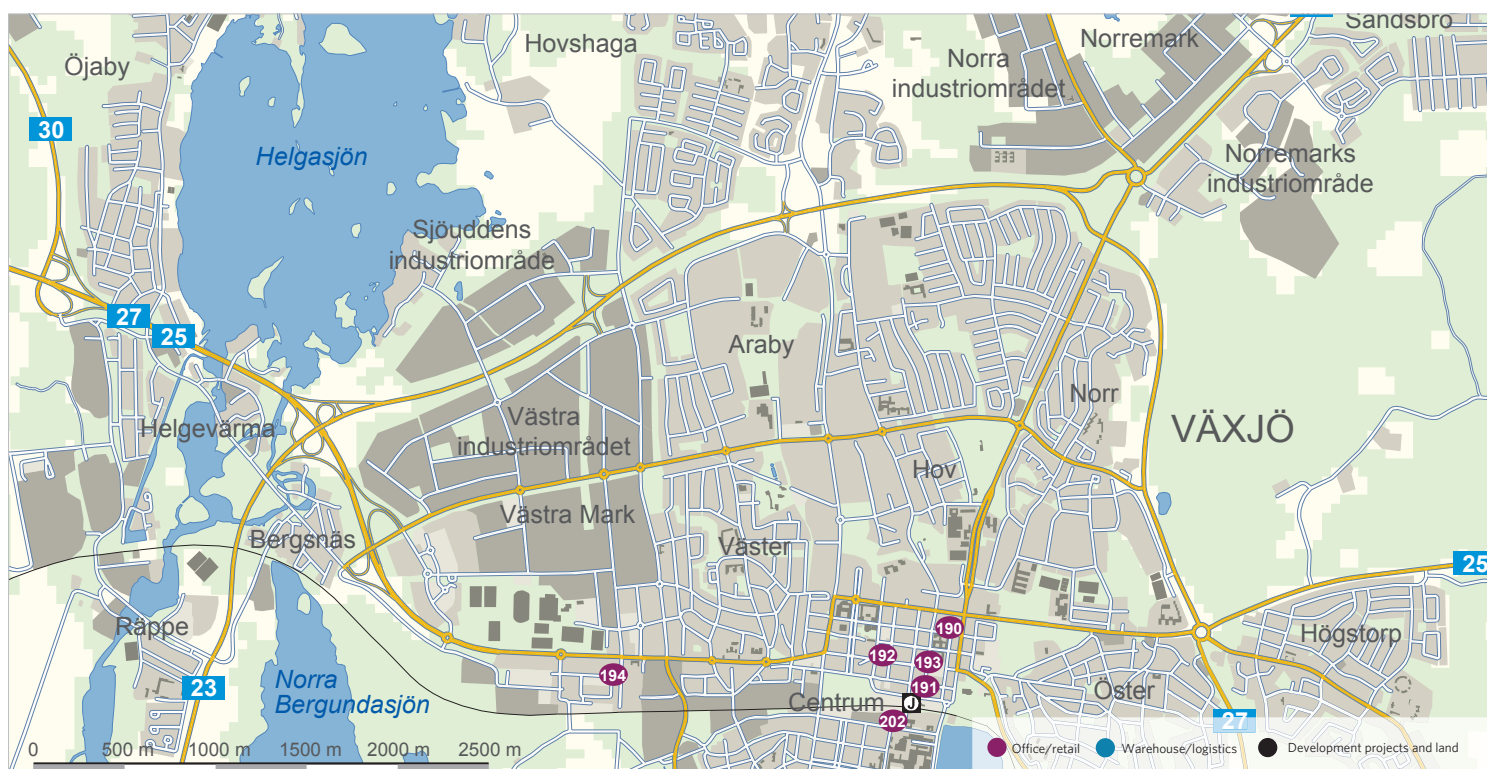 Sandsbro
Hovshaga
Norremark
Norra
industriområdet
Öjaby
30
Helgasjön
Norremarks
industriområde
Sjöuddens
industriområde
27
25
Araby
Norr
Västra
industriområdet
VÄXJÖ
Helgevärma
Hov
Västra Mark
Bergsnäs
Väster
25
Räppe
190
Högstorp
192
193
194
191
23
Norra
Bergundasjön
Centrum
J
Öster
202
27
0 500 m 1000 m 1500 m 2000 m 2500 m
Office/retail Warehouse/logistics Development projects and land